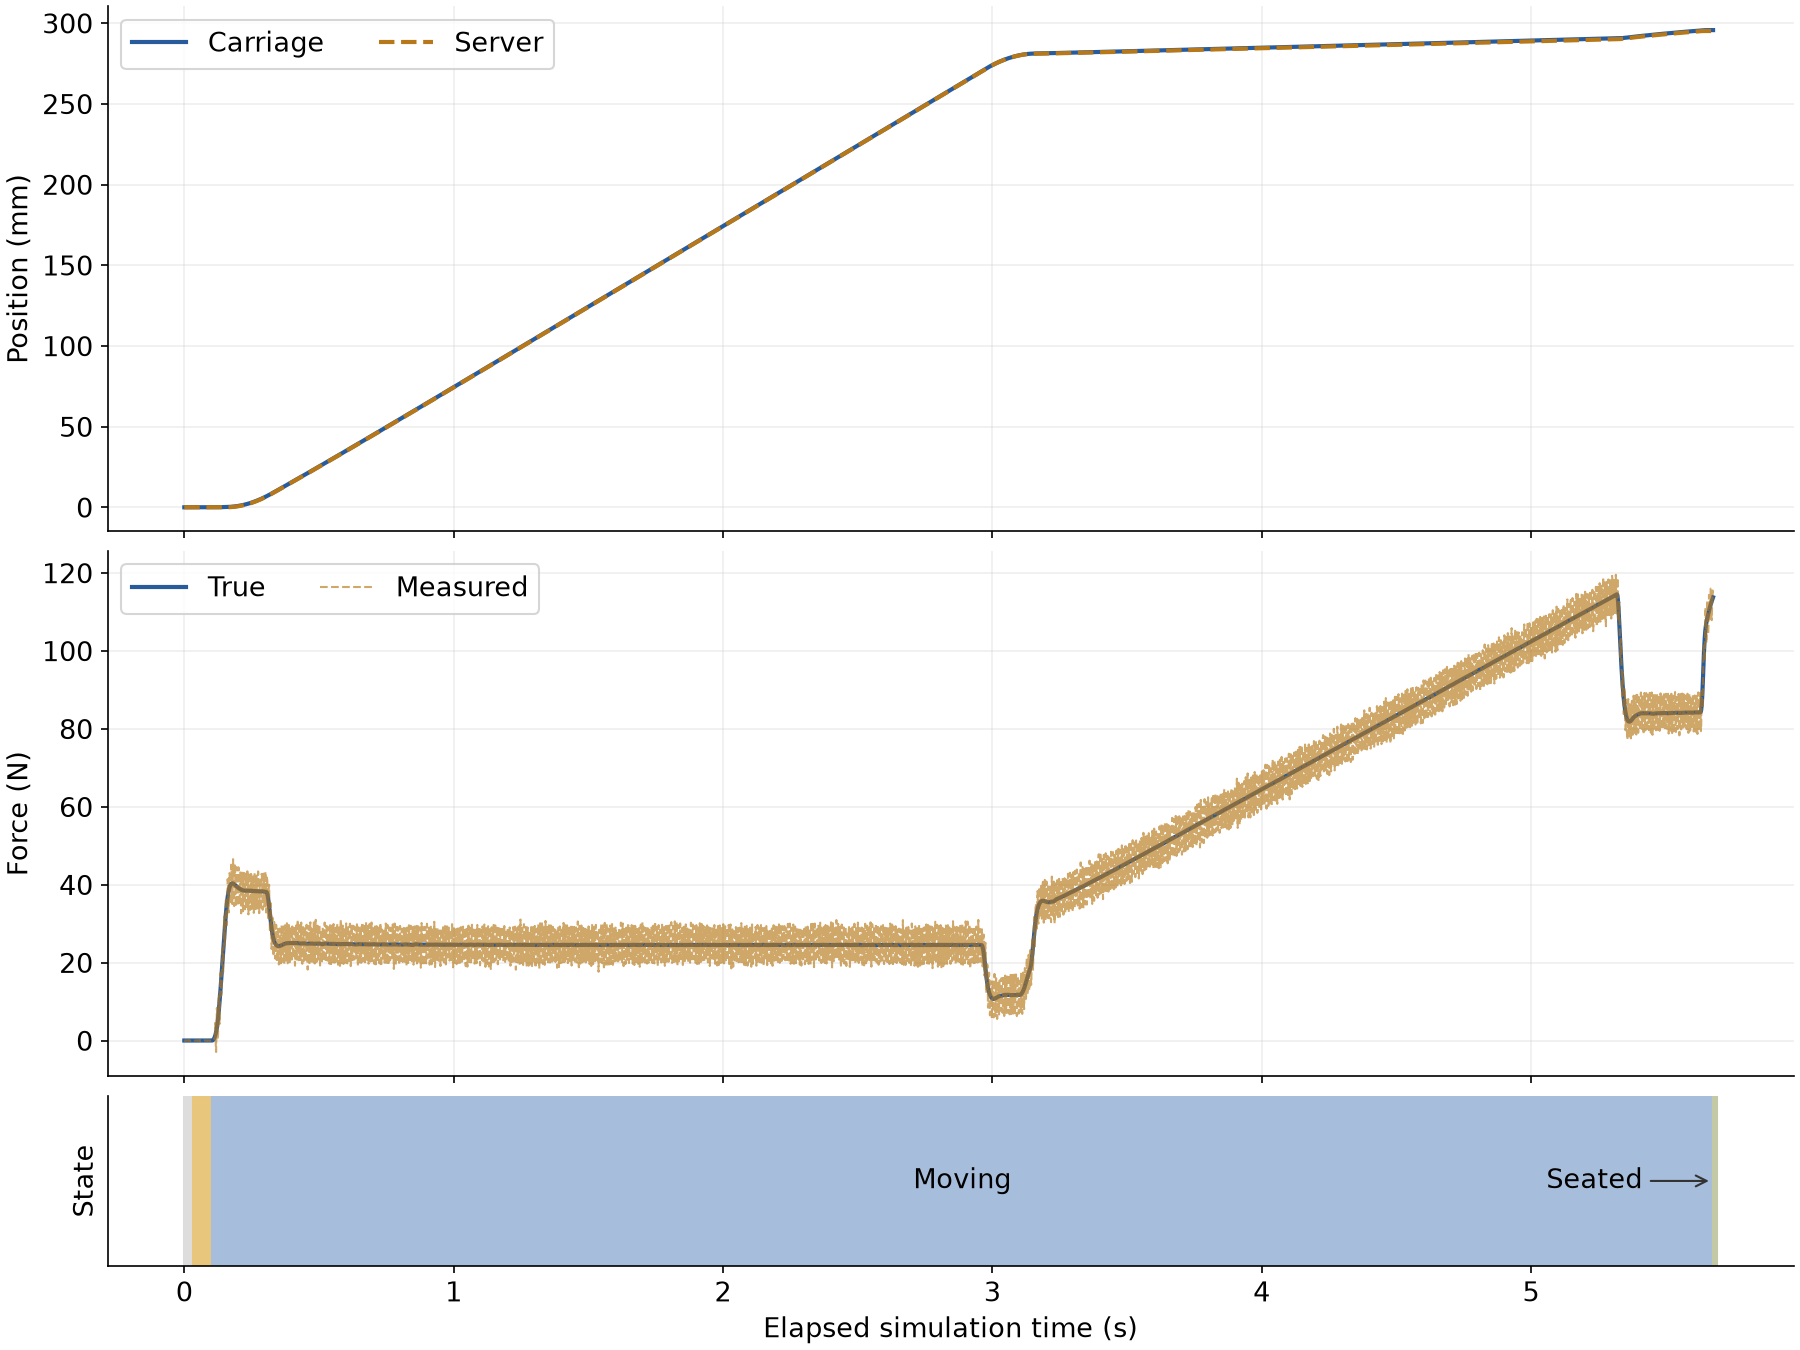 300
250
200
150
100
50
0
Position (mm)
Carriage Server
120
100
80
60
40
20
0
Force (N)
True Measured
State
Moving
Seated
0 1 2 3 4 5
Elapsed simulation time (s)